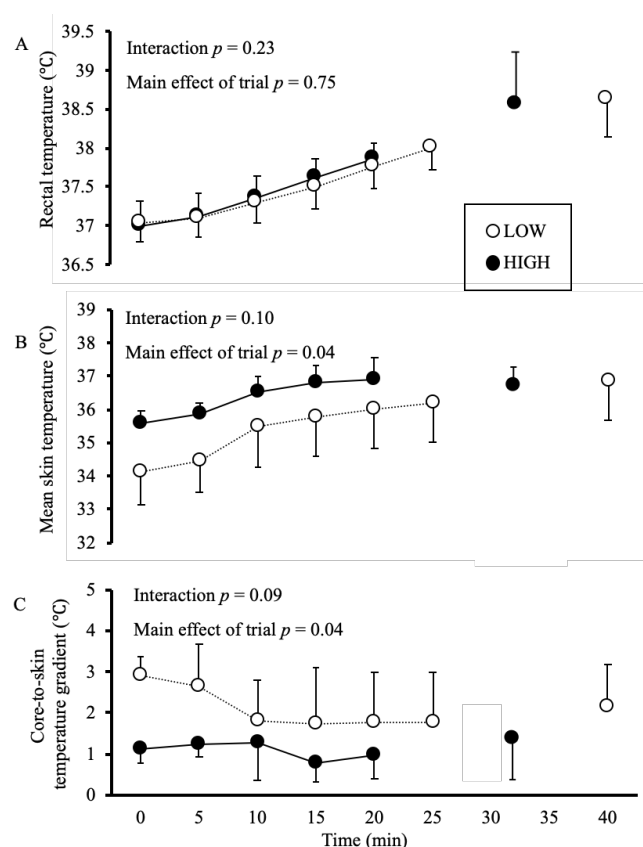 A
Rectal temperature (°C)
39.5
39
38.5
38
37.5
37
36.5
Interaction p = 0.23
Main effect of trial p = 0.75
LOW
HIGH
B
Mean skin temperature (°C)
39
38
37
36
35
34
33
32
Interaction p = 0.10
Main effect of trial p = 0.04
C
Core-to-skin
temperature gradient (°C)
5
4
3
2
1
0
Interaction p = 0.09
Main effect of trial p = 0.04
0 5 10 15 20 25 30 35 40
Time (min)